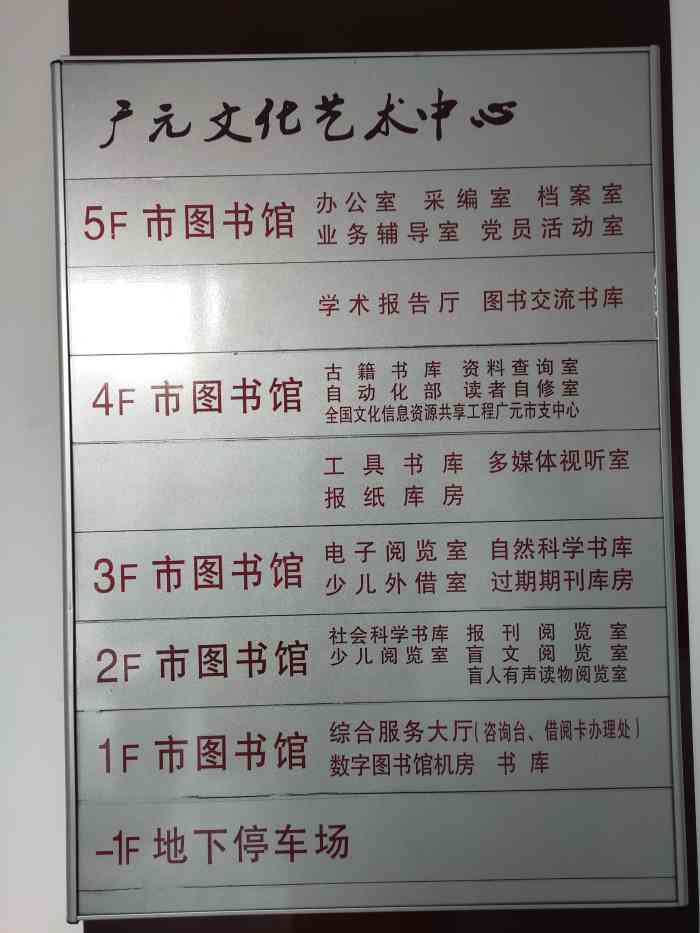 广元文化艺术中心
5F 市图书馆 办公室 采编室 档案室
业务辅导室 党员活动室
学术报告厅 图书交流书库
4F 市图书馆 古籍书库 资料查询室
自动化部 读者自修室
全国文化信息资源共享工程广元市支中心
工具书库 多媒体视听室
报纸库房
3F 市图书馆 电子阅览室 自然科学书库
少儿外借室 过期期刊库房
2F 市图书馆 社会科学书库 报刊阅览室
少儿阅览室 盲文阅览室
盲人有声读物阅览室
1F 市图书馆 综合服务大厅(咨询台、借阅卡办理处)
数字图书馆机房 书库
-1F 地下停车场